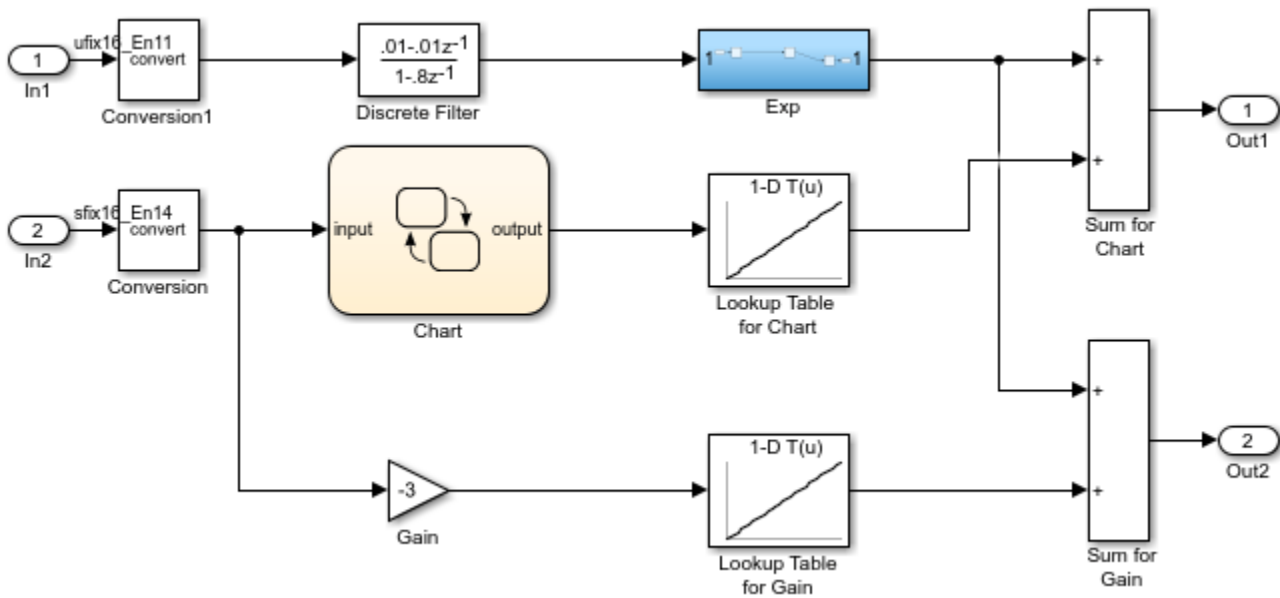 1
In1
ufix16_En11
convert
Conversion1
.01-.01z-1
1-.8z-1
Discrete Filter
1
1
Exp
+
+
Sum for
Chart
1
Out1
2
In2
sfix16_En14
convert
Conversion
input
output
Chart
1-D T(u)
Lookup Table
for Chart
-3
Gain
1-D T(u)
Lookup Table
for Gain
+
+
Sum for
Gain
2
Out2